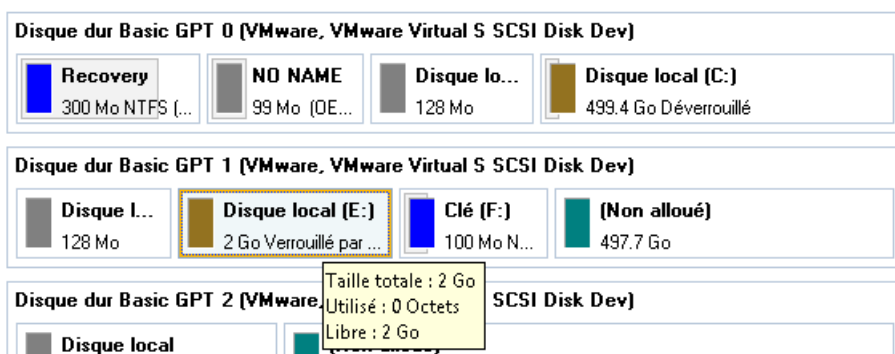 Disque dur Basic GPT 0 (VMware, VMware Virtual S SCSI Disk Dev)
Recovery
300 Mo NTFS (...
NO NAME
99 Mo (OE...
Disque lo...
128 Mo
Disque local (C:)
499.4 Go Déverrouillé
Disque dur Basic GPT 1 (VMware, VMware Virtual S SCSI Disk Dev)
Disque l...
128 Mo
Disque local (E:)
2 Go Verrouillé par ...
Clé (F:)
100 Mo N...
(Non alloué)
497.7 Go
Taille totale : 2 Go
Utilisé : 0 Octets
Libre : 2 Go
Disque dur Basic GPT 2 (VMware, SCSI Disk Dev)
Disque local